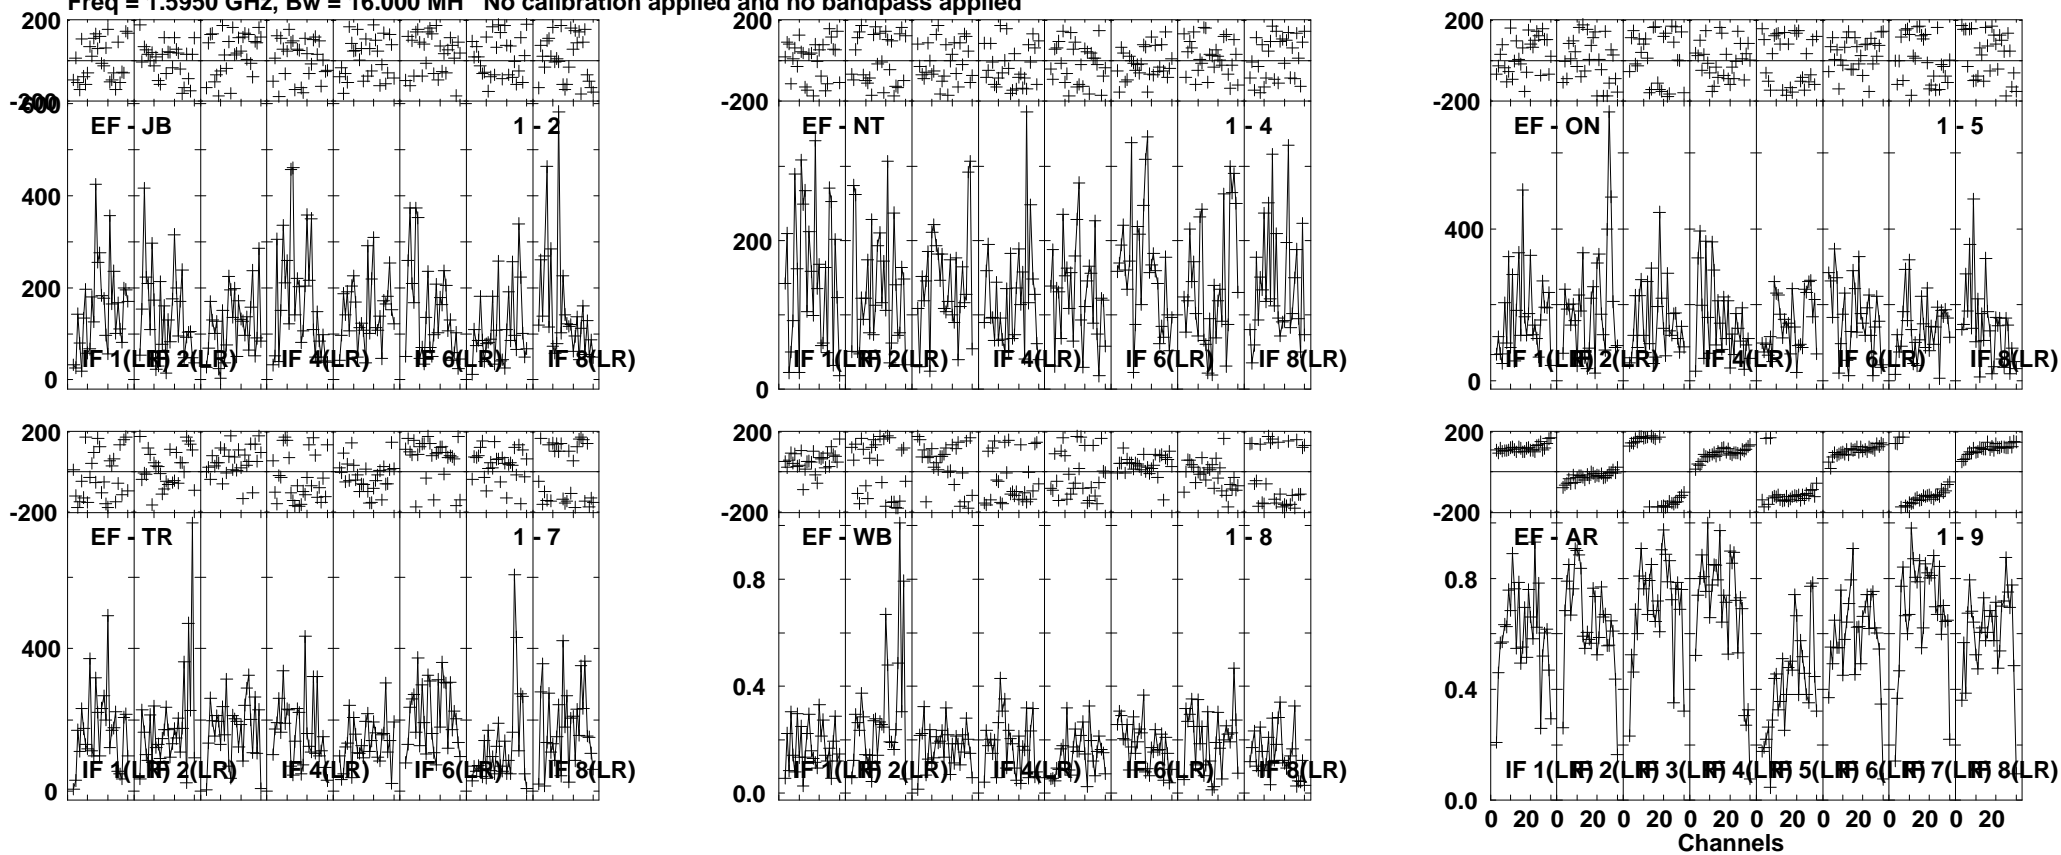 Freq = 1.5950 GHz, Bw = 16.000 MH No calibration applied and no bandpass applied
200
-200
600
400
200
0
EF - JB
1 - 2
IF 1(LR) IF 2(LR) IF 4(LR) IF 6(LR) IF 8(LR)
200
-200
200
0
EF - NT
1 - 4
IF 1(LR) IF 2(LR) IF 4(LR) IF 6(LR) IF 8(LR)
200
-200
400
0
EF - ON
1 - 5
IF 1(LR) IF 2(LR) IF 4(LR) IF 6(LR) IF 8(LR)
200
-200
400
0
EF - TR
1 - 7
IF 1(LR) IF 2(LR) IF 4(LR) IF 6(LR) IF 8(LR)
200
-200
0.8
0.4
0.0
EF - WB
1 - 8
IF 1(LR) IF 2(LR) IF 4(LR) IF 6(LR) IF 8(LR)
200
-200
0.8
0.4
0.0
EF - AR
1 - 9
IF 1(LR) IF 2(LR) IF 3(LR) IF 4(LR) IF 5(LR) IF 6(LR) IF 7(LR) IF 8(LR)
0 20 0 20 0 20 0 20 0 20 0 20 0 20 0 20
Channels